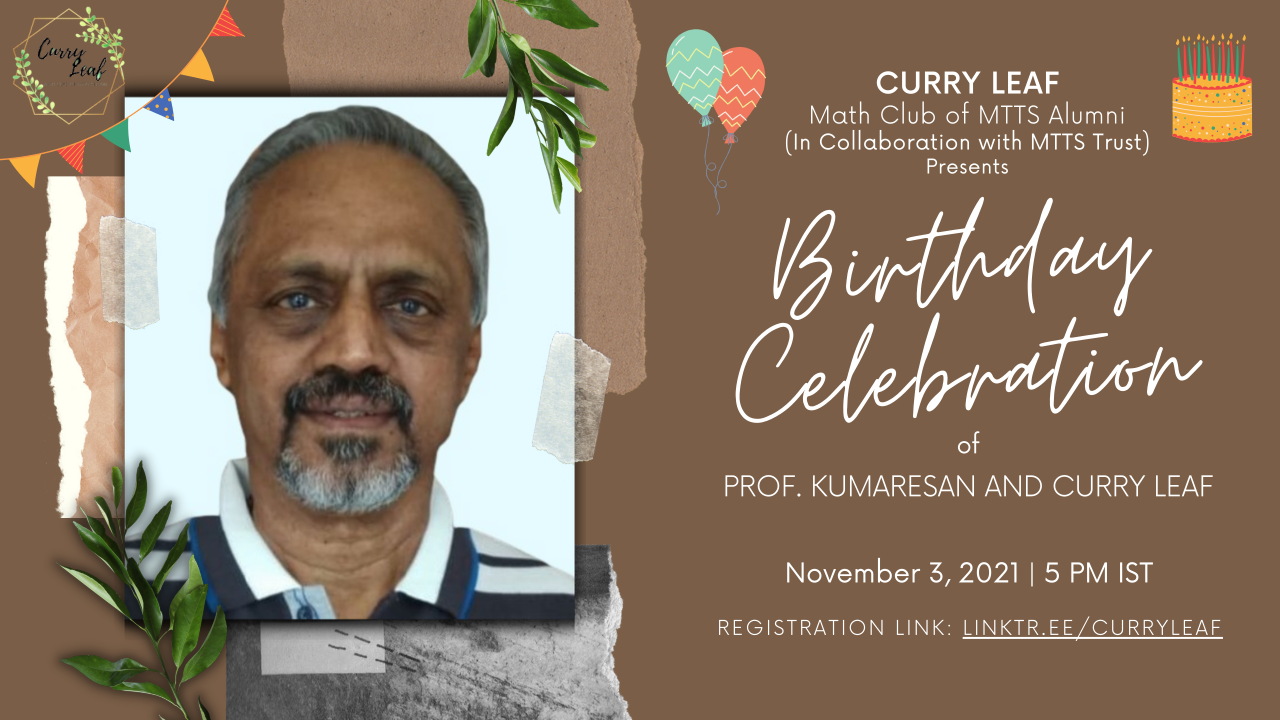 Curry
Leaf
CURRY LEAF
Math Club of MTTS Alumni
(In Collaboration with MTTS Trust)
Presents
Birthday
Celebration
of
PROF. KUMARESAN AND CURRY LEAF
November 3, 2021 | 5 PM IST
REGISTRATION LINK: LINKTR.EE/CURRYLEAF